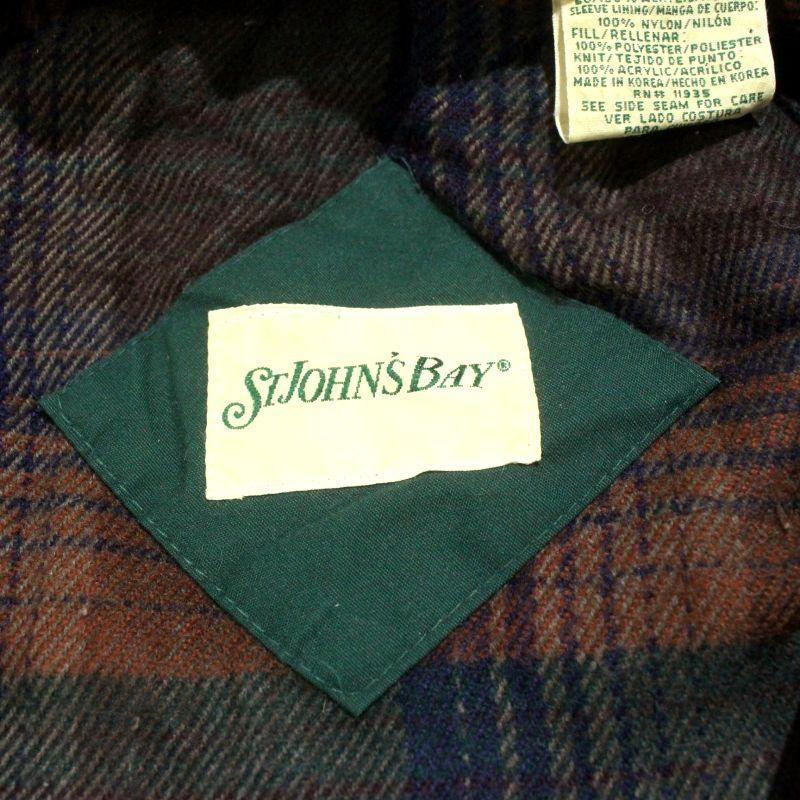 SLEEVE LINING/MANGA DE CUERPO:
100% NYLON/NILÓN
FILL/RELLENAR:
100% POLYESTER/POLIESTER
KNIT/TEJIDO DE PUNTO:
100% ACRYLIC/ACRÍLICO
MADE IN KOREA/HECHO EN KOREA
RN# 11935
SEE SIDE SEAM FOR CARE
VER LADO COSTURA
PARA
ST JOHN'S BAY®